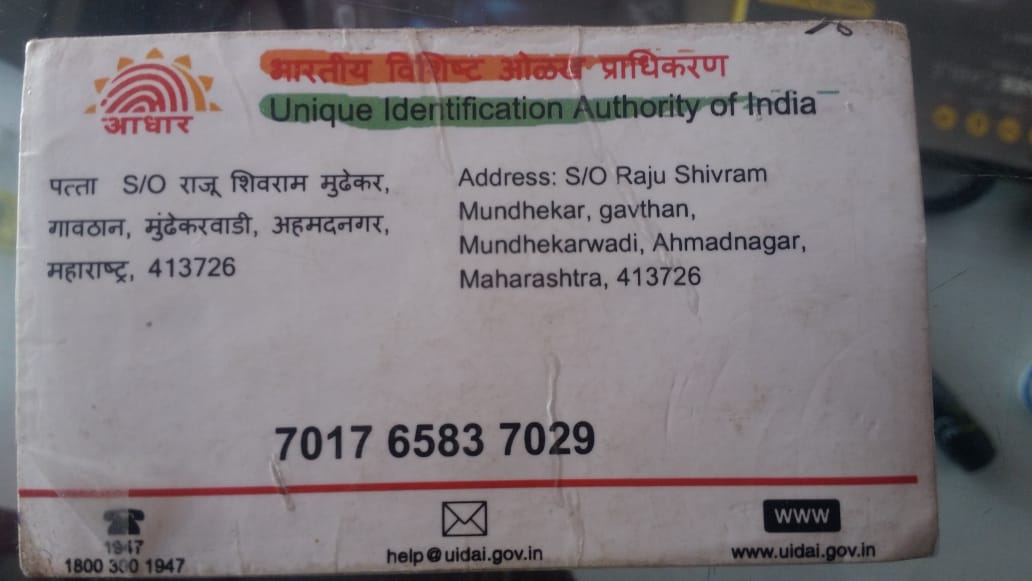 भारतीय विशिष्ट ओळख प्राधिकरण
Unique Identification Authority of India
आधार
पत्ता S/O राजू शिवराम मुढेकर,
गावठान, मुंढेकरवाडी, अहमदनगर,
महाराष्ट्र, 413726
Address: S/O Raju Shivram
Mundhekar, gavthan,
Mundhekarwadi, Ahmadnagar,
Maharashtra, 413726
7017 6583 7029
1947
1800 300 1947
help@uidai.gov.in
www
www.uidai.gov.in